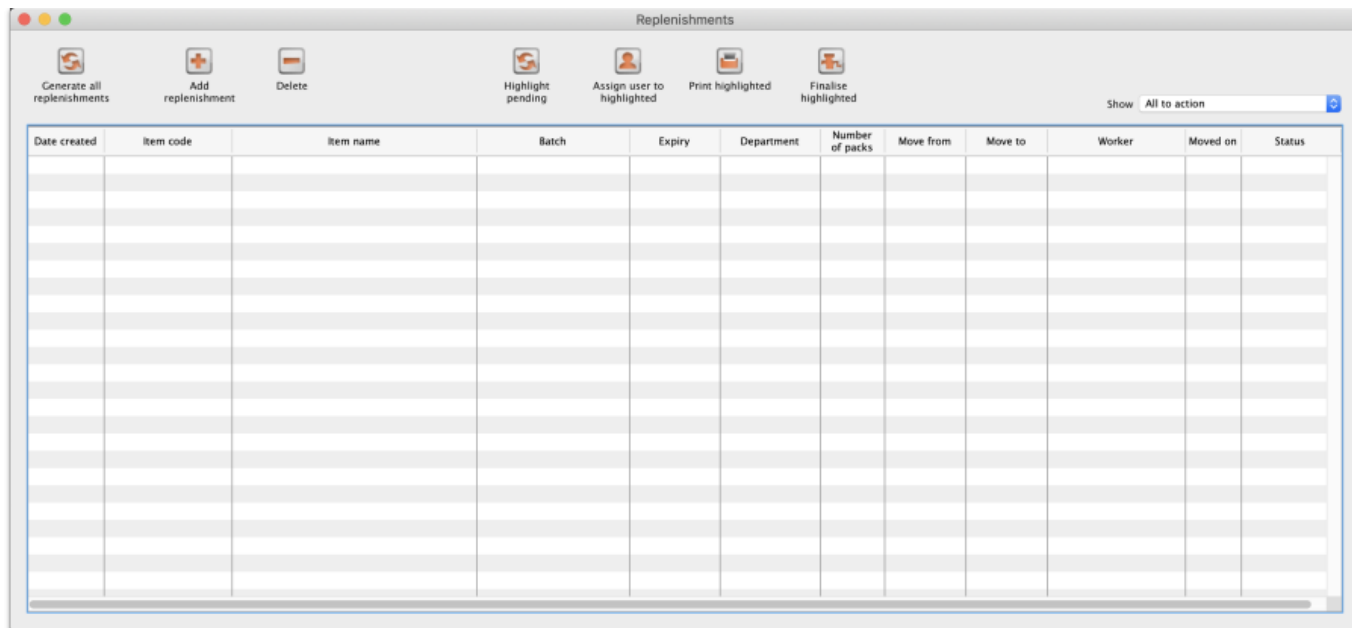 Replenishments
Generate all
replenishments
Add
replenishment
Delete
Highlight
pending
Assign user to
highlighted
Print highlighted
Finalise
highlighted
Show All to action
Date created Item code Item name Batch Expiry Department Number of packs Move from Move to Worker Moved on Status